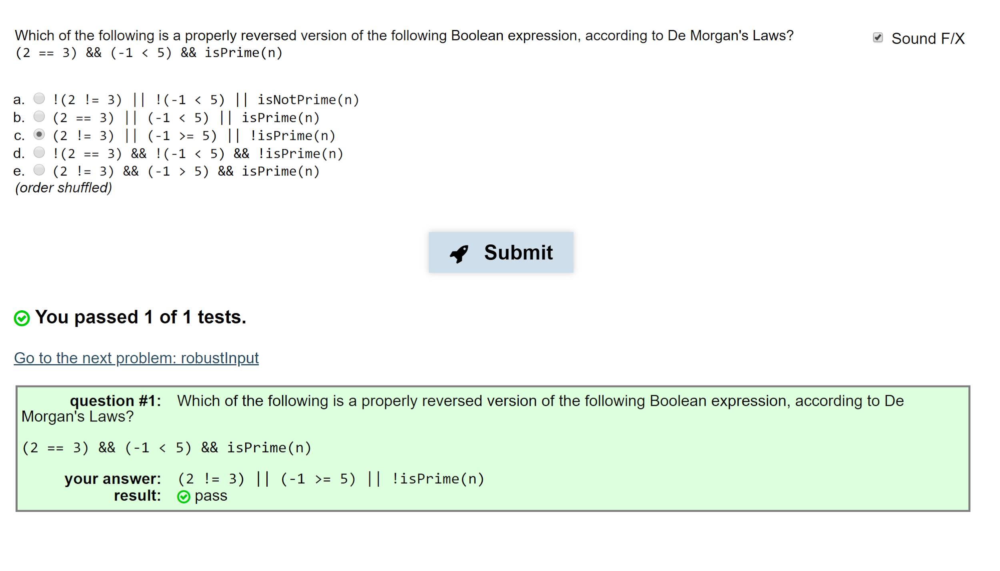 Which of the following is a properly reversed version of the following Boolean expression, according to De Morgan's Laws?
Sound F/X
(2 == 3) && (-1 < 5) && isPrime(n)
a. !(2 != 3) || !(-1 < 5) || isNotPrime(n)
b. (2 == 3) || (-1 < 5) || isPrime(n)
c. (2 != 3) || (-1 >= 5) || !isPrime(n)
d. !(2 == 3) && !(-1 < 5) && !isPrime(n)
e. (2 != 3) && (-1 > 5) && isPrime(n)
(order shuffled)
Submit
You passed 1 of 1 tests.
Go to the next problem: robustInput
question #1: Which of the following is a properly reversed version of the following Boolean expression, according to De
Morgan's Laws?
(2 == 3) && (-1 < 5) && isPrime(n)
your answer: (2 != 3) || (-1 >= 5) || !isPrime(n)
result: pass